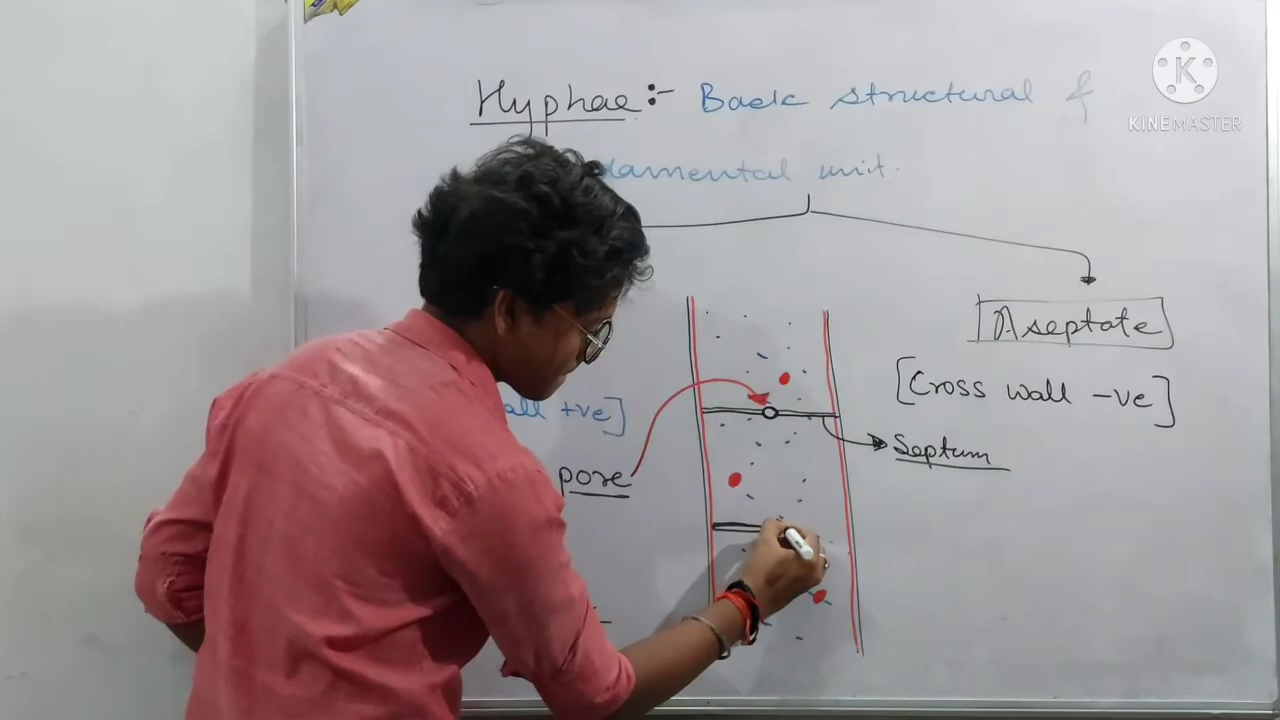 Hyphae :- Basic structural &
damental unit.
Aseptate
[Cross wall -ve]
all +ve]
Septum
pore
KINEMASTER